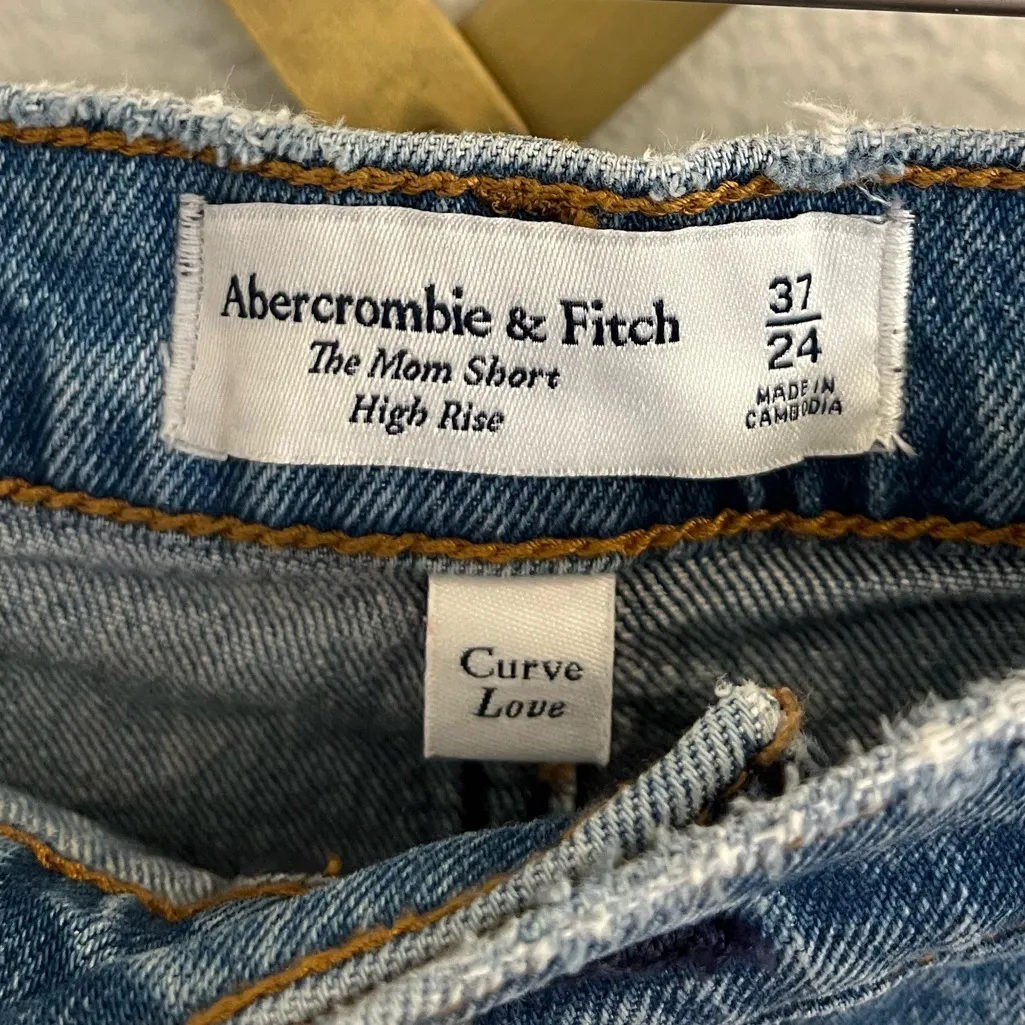 Abercrombie & Fitch
The Mom Short
High Rise
37
24
MADE IN
CAMBODIA
Curve
Love